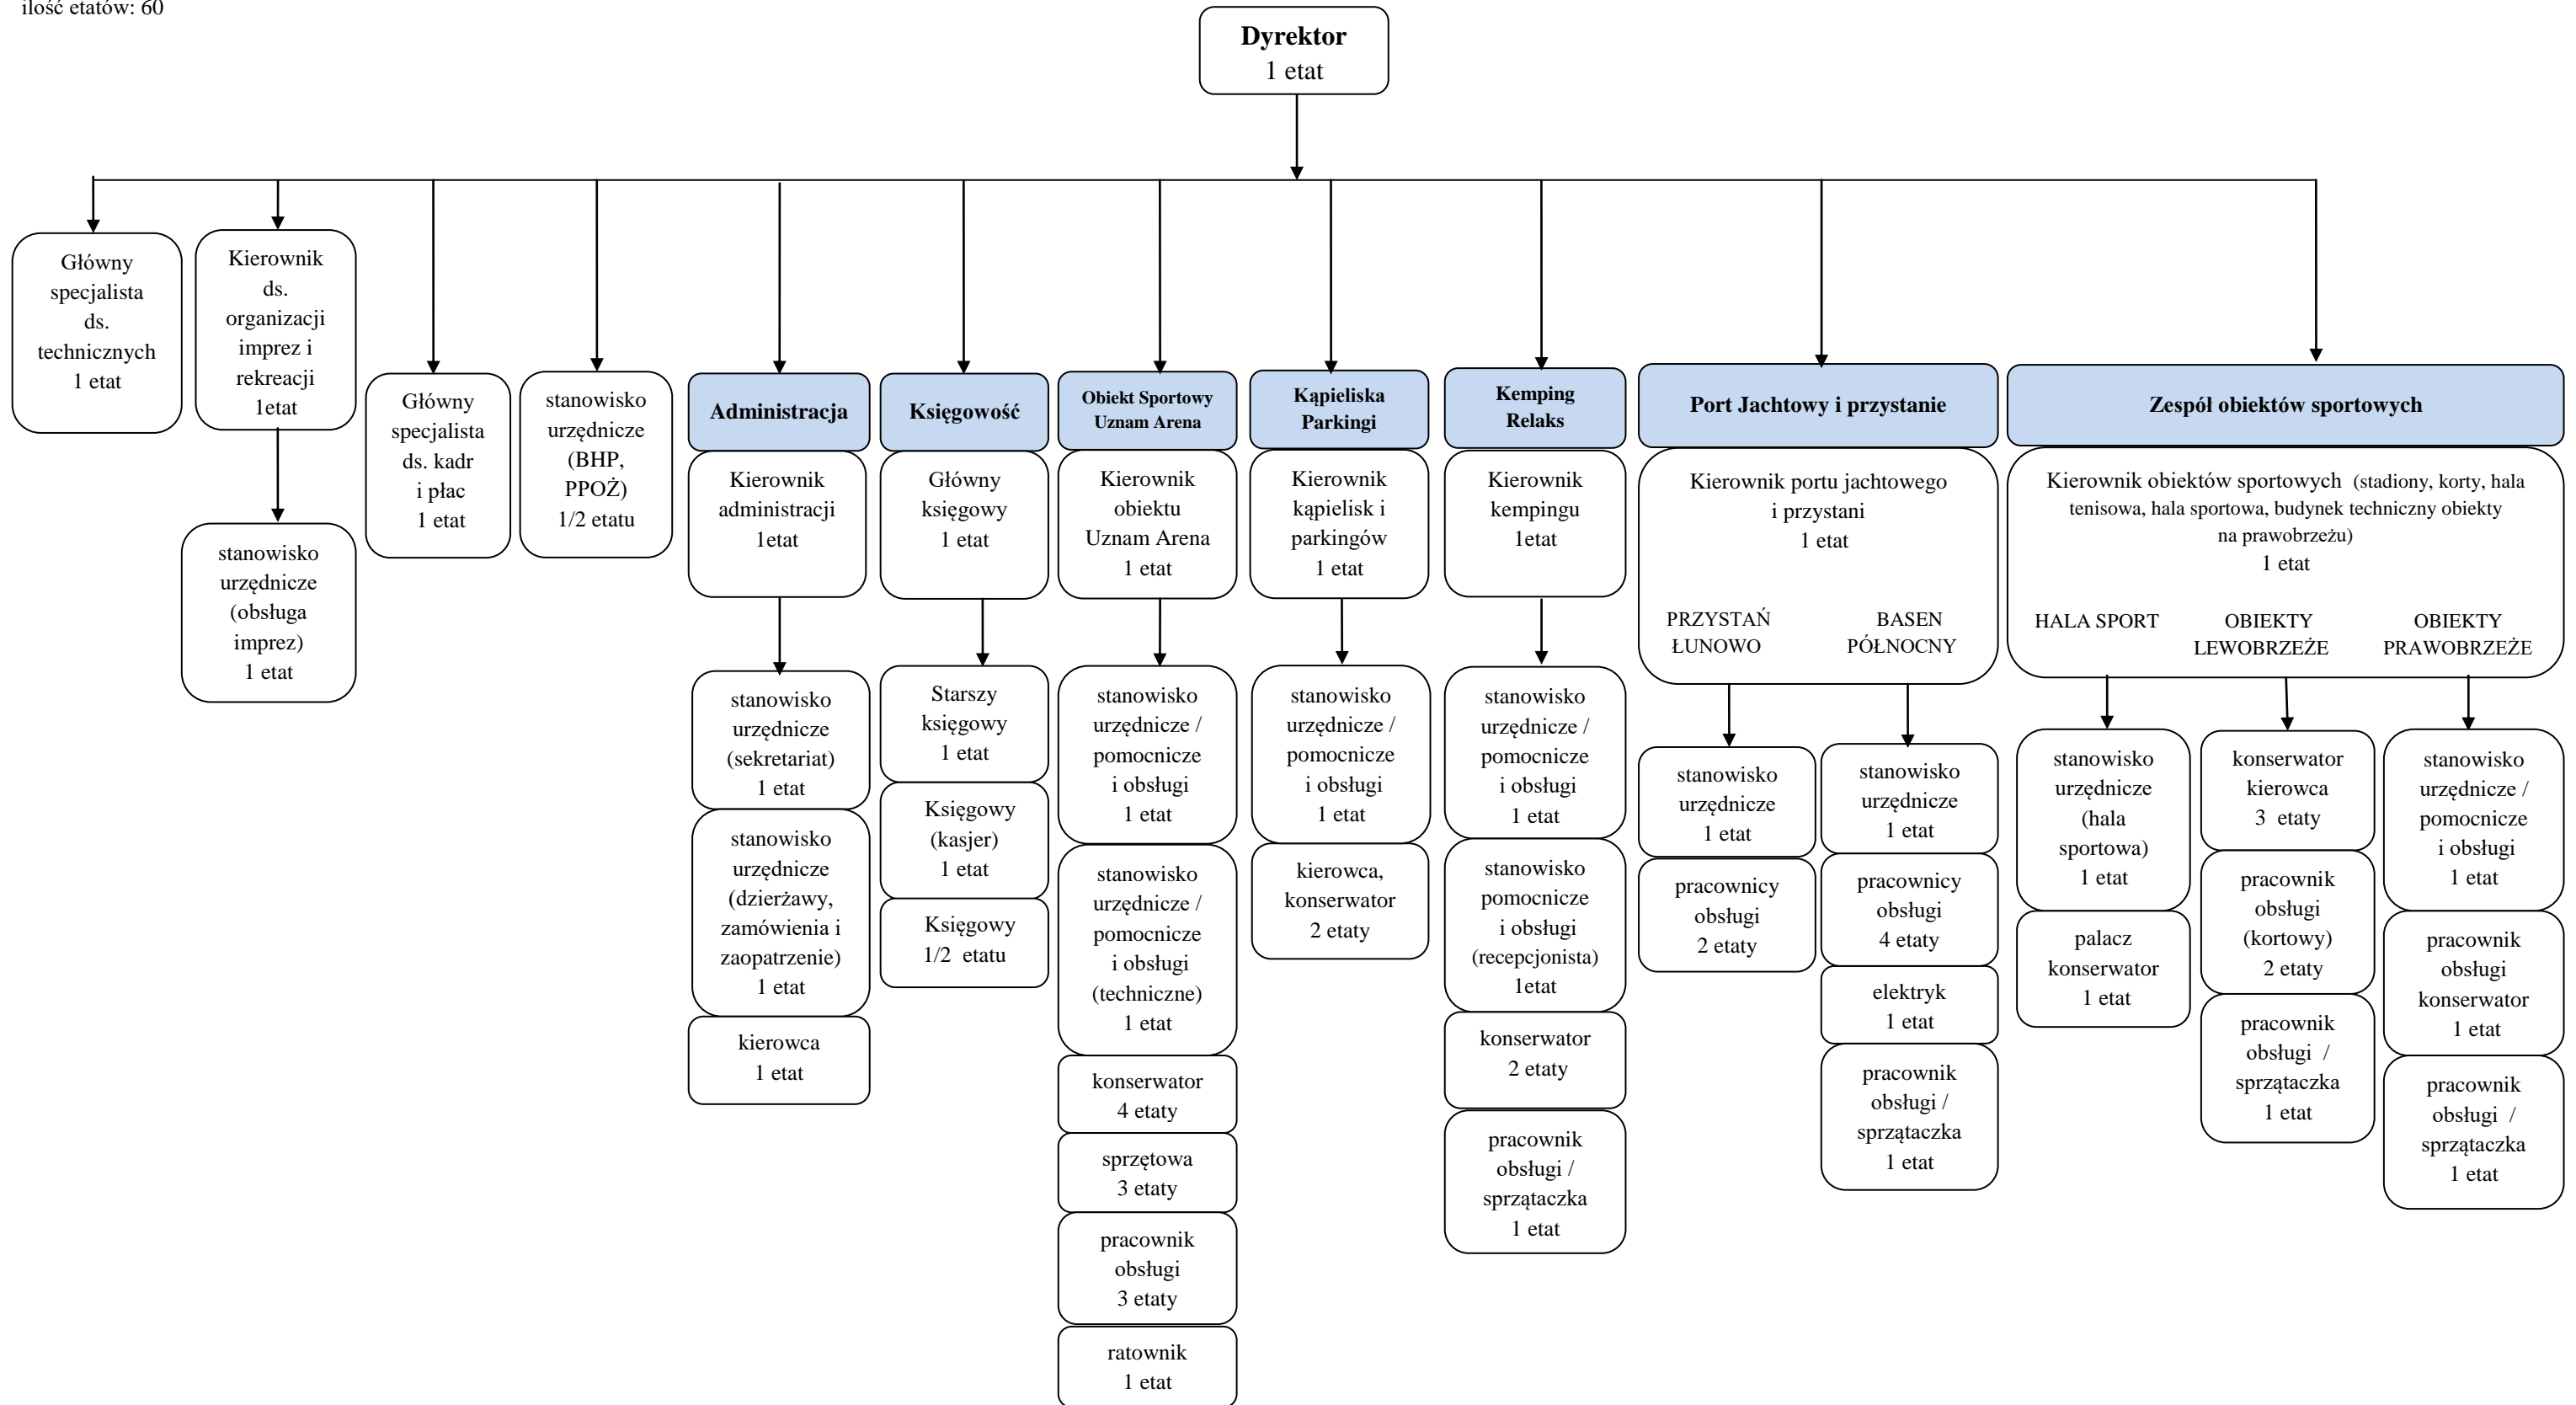 ilość etatów: 60
Dyrektor
1 etat
Główny
specjalista
ds.
technicznych
1 etat
Kierownik
ds.
organizacji
imprez i
rekreacji
1etat
stanowisko
urzędnicze
(obsługa
imprez)
1 etat
Główny
specjalista
ds. kadr
i płac
1 etat
stanowisko
urzędnicze
(BHP,
PPOŻ)
1/2 etatu
Administracja
Kierownik
administracji
1etat
stanowisko
urzędnicze
(sekretariat)
1 etat
stanowisko
urzędnicze
(dzierżawy,
zamówienia i
zaopatrzenie)
1 etat
kierowca
1 etat
Księgowość
Główny
księgowy
1 etat
Starszy
księgowy
1 etat
Księgowy
(kasjer)
1 etat
Księgowy
1/2 etatu
Obiekt Sportowy
Uznam Arena
Kierownik
obiektu
Uznam Arena
1 etat
stanowisko
urzędnicze /
pomocnicze
i obsługi
1 etat
stanowisko
urzędnicze /
pomocnicze
i obsługi
(techniczne)
1 etat
konserwator
4 etaty
sprzętowa
3 etaty
pracownik
obsługi
3 etaty
ratownik
1 etat
Kąpieliska
Parkingi
Kierownik
kąpielisk i
parkingów
1 etat
stanowisko
urzędnicze /
pomocnicze
i obsługi
1 etat
kierowca,
konserwator
2 etaty
Kemping
Relaks
Kierownik
kempingu
1etat
stanowisko
urzędnicze /
pomocnicze
i obsługi
1 etat
stanowisko
pomocnicze
i obsługi
(recepcjonista)
1etat
konserwator
2 etaty
pracownik
obsługi /
sprzątaczka
1 etat
Port Jachtowy i przystanie
Kierownik portu jachtowego
i przystani
1 etat
PRZYSTAŃ
ŁUNOWO
BASEN
PÓŁNOCNY
stanowisko
urzędnicze
1 etat
pracownicy
obsługi
2 etaty
stanowisko
urzędnicze
1 etat
pracownicy
obsługi
4 etaty
elektryk
1 etat
pracownik
obsługi /
sprzątaczka
1 etat
Zespół obiektów sportowych
Kierownik obiektów sportowych (stadiony, korty, hala
tenisowa, hala sportowa, budynek techniczny obiekty
na prawobrzeżu)
1 etat
HALA SPORT
OBIEKTY
LEWOBRZEŻE
OBIEKTY
PRAWOBRZEŻE
stanowisko
urzędnicze
(hala
sportowa)
1 etat
palacz
konserwator
1 etat
konserwator
kierowca
3 etaty
pracownik
obsługi
(kortowy)
2 etaty
pracownik
obsługi /
sprzątaczka
1 etat
stanowisko
urzędnicze /
pomocnicze
i obsługi
1 etat
pracownik
obsługi
konserwator
1 etat
pracownik
obsługi /
sprzątaczka
1 etat